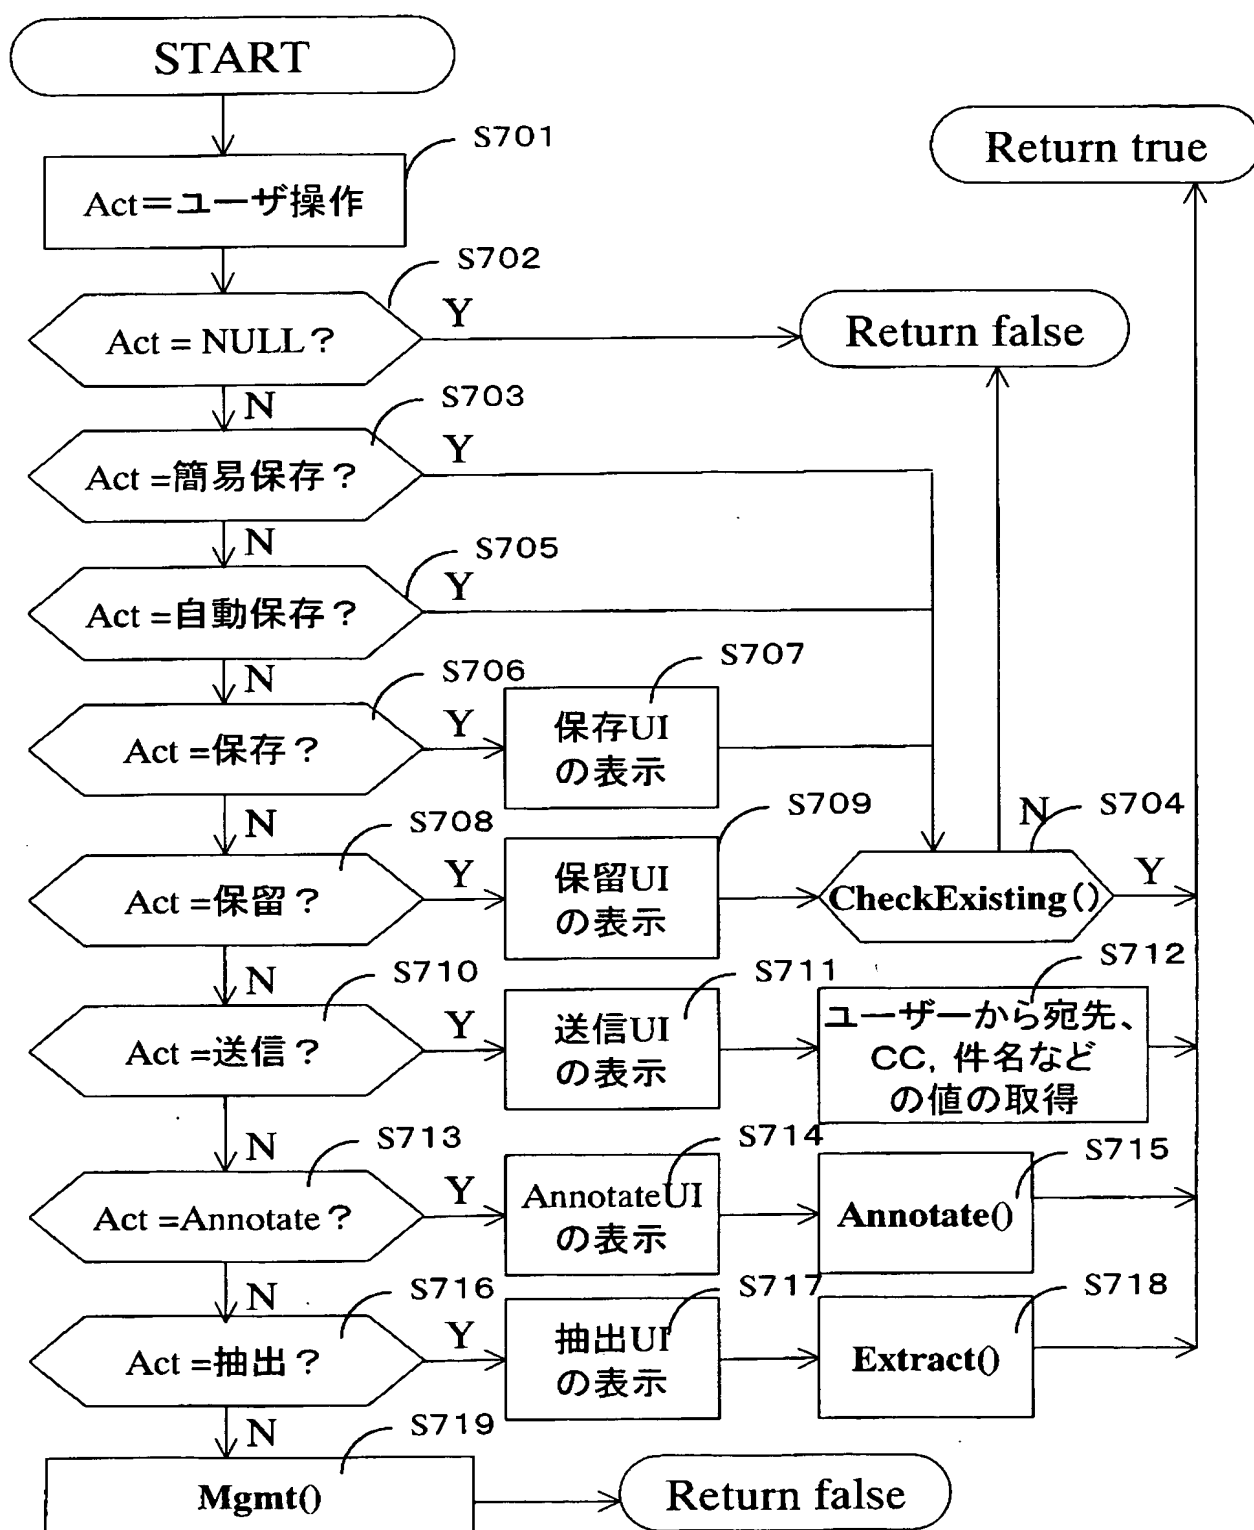 START
S701
Return true
Act=ユーザ操作
S702
Act = NULL?
Y
Return false
N
S703
Act =簡易保存?
Y
N
S705
Act =自動保存?
Y
N
S706
S707
Act =保存?
Y
保存UI
の表示
N
S708
S709
N
S704
Act =保留?
Y
保留UI
の表示
CheckExisting()
Y
N
S710
S711
S712
Act =送信?
Y
送信UI
の表示
ユーザーから宛先、
CC, 件名など
の値の取得
N
S713
S714
S715
Act =Annotate?
Y
AnnotateUI
の表示
Annotate()
N
S716
S717
S718
Act =抽出?
Y
抽出UI
の表示
Extract()
N
S719
Mgmt()
Return false